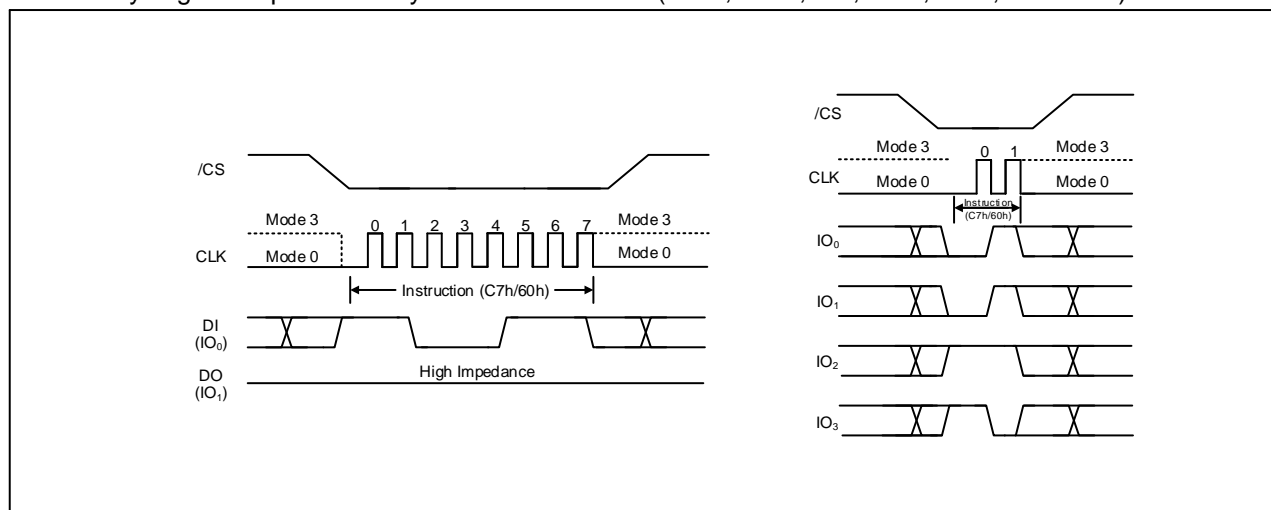 /CS
Mode 3
0 1 2 3 4 5 6 7
Mode 3
CLK
Mode 0
Mode 0
Instruction (C7h/60h)
DI
(IO₀)
DO
(IO₁)
High Impedance
/CS
Mode 3
0 1
Mode 3
CLK
Mode 0
Mode 0
Instruction
(C7h/60h)
IO₀
IO₁
IO₂
IO₃